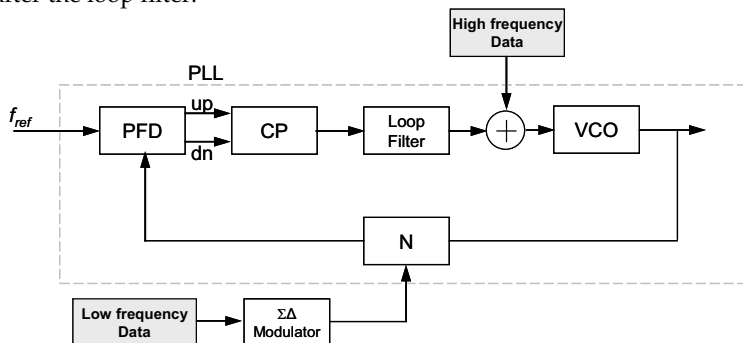 after the loop filter.
High frequency
Data
PLL
f_ref
up
PFD
CP
Loop
Filter
+
VCO
dn
N
Low frequency
Data
ΣΔ
Modulator